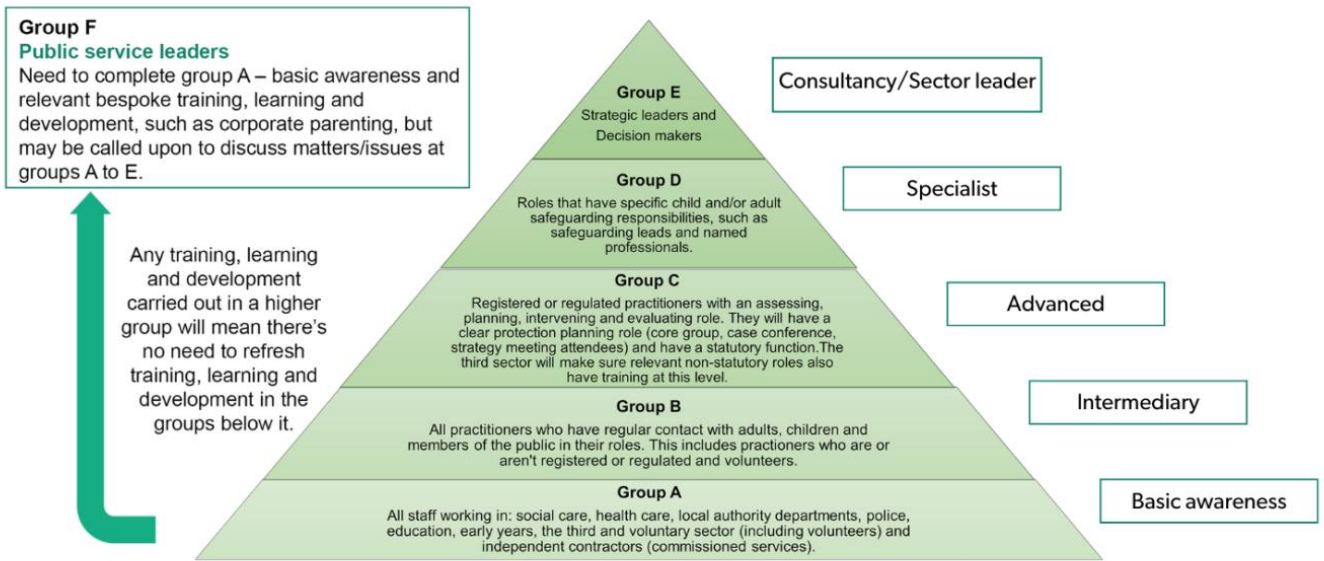 Group F
Public service leaders
Need to complete group A – basic awareness and
relevant bespoke training, learning and
development, such as corporate parenting, but
may be called upon to discuss matters/issues at
groups A to E.
Any training, learning
and development
carried out in a higher
group will mean there's
no need to refresh
training, learning and
development in the
groups below it.
Group E
Strategic leaders and
Decision makers
Consultancy/Sector leader
Group D
Roles that have specific child and/or adult
safeguarding responsibilities, such as
safeguarding leads and named
professionals.
Specialist
Group C
Registered or regulated practitioners with an assessing,
planning, intervening and evaluating role. They will have a
clear protection planning role (core group, case conference,
strategy meeting attendees) and have a statutory function.The
third sector will make sure relevant non-statutory roles also
have training at this level.
Advanced
Group B
All practitioners who have regular contact with adults, children and
members of the public in their roles. This includes practioners who are or
aren't registered or regulated and volunteers.
Intermediary
Group A
All staff working in: social care, health care, local authority departments, police,
education, early years, the third and voluntary sector (including volunteers) and
independent contractors (commissioned services).
Basic awareness